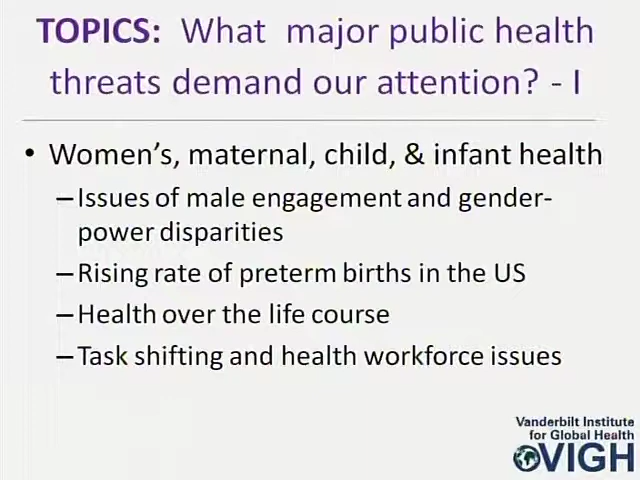 TOPICS: What major public health
threats demand our attention? - I
• Women's, maternal, child, & infant health
–Issues of male engagement and gender-
power disparities
–Rising rate of preterm births in the US
–Health over the life course
–Task shifting and health workforce issues
Vanderbilt Institute
for Global Health
VIGH